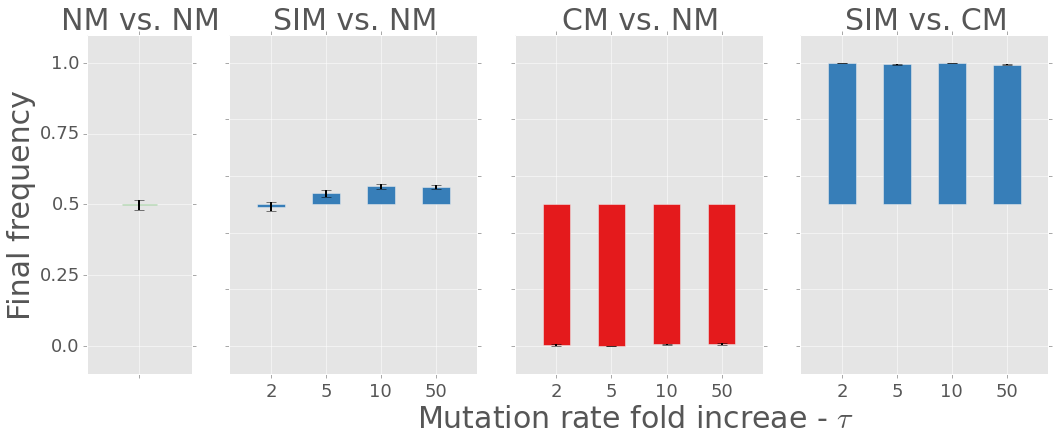 NM vs. NM SIM vs. NM CM vs. NM SIM vs. CM
Final frequency
1.0
0.75
0.5
0.25
0.0
2 5 10 50 2 5 10 50 2 5 10 50
Mutation rate fold increae - τ